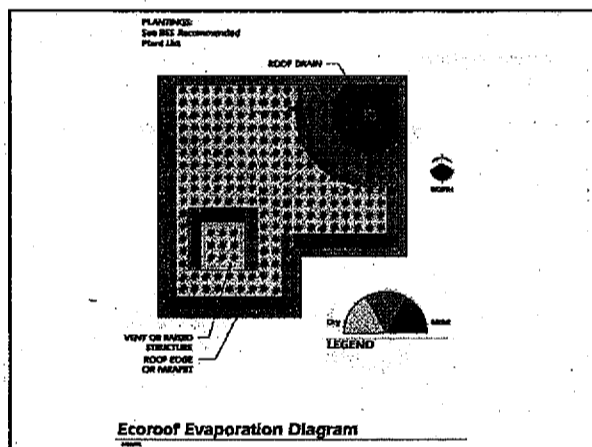 PLANTINGS:
See BES Recommended
Plant List
ROOF DRAIN
NORTH
Dry
Moist
LEGEND
VENT OR RAISED
STRUCTURE
ROOF EDGE
OR PARAPET
Ecoroof Evaporation Diagram